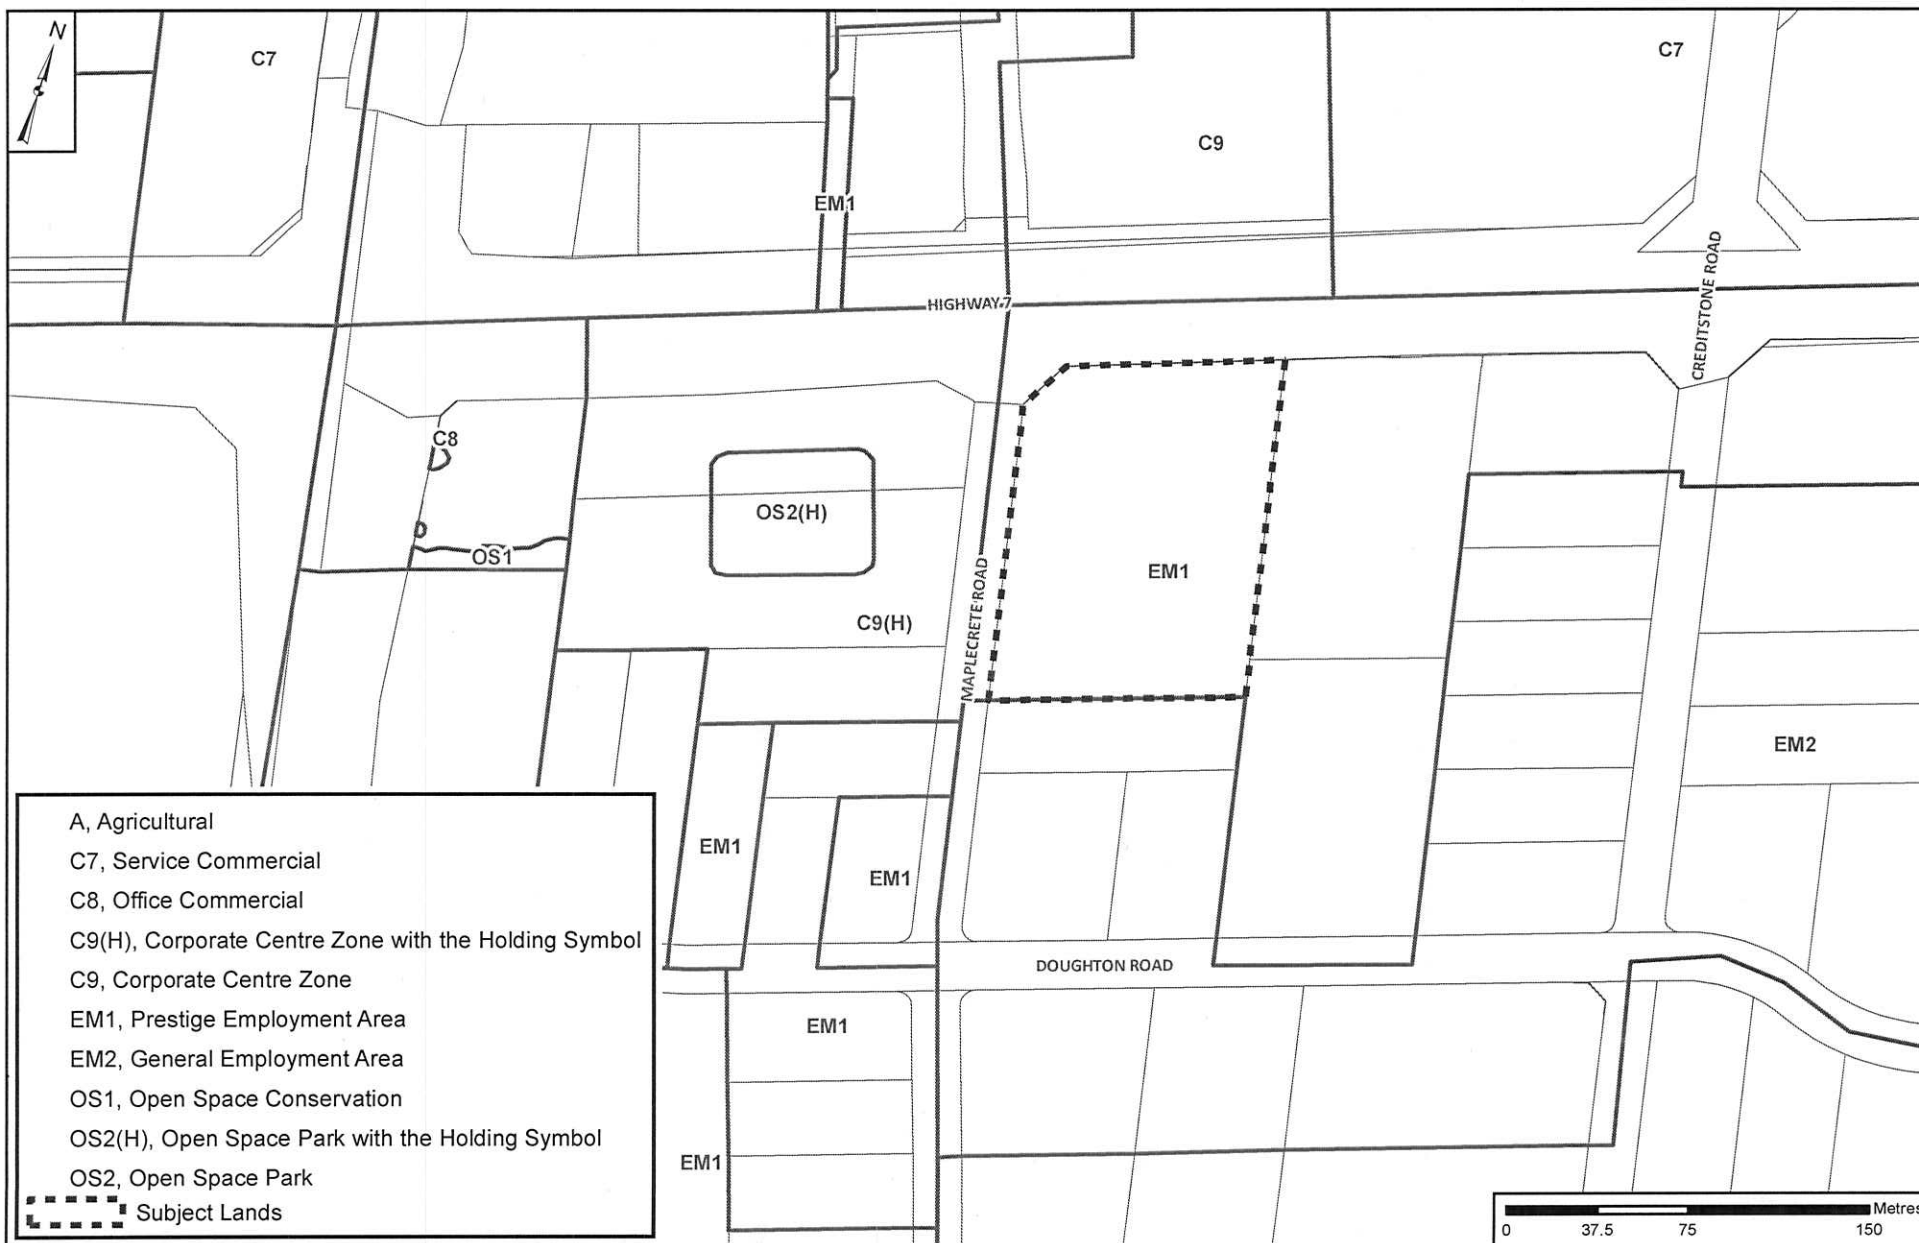 N
C7
C7
C9
EM1
HIGHWAY 7
CREDITSTONE ROAD
C8
OS2(H)
OS1
EM1
MAPLECRETE ROAD
C9(H)
EM2
EM1
EM1
DOUGHTON ROAD
EM1
EM1
A, Agricultural
C7, Service Commercial
C8, Office Commercial
C9(H), Corporate Centre Zone with the Holding Symbol
C9, Corporate Centre Zone
EM1, Prestige Employment Area
EM2, General Employment Area
OS1, Open Space Conservation
OS2(H), Open Space Park with the Holding Symbol
OS2, Open Space Park
Subject Lands
Metres
0 37.5 75 150